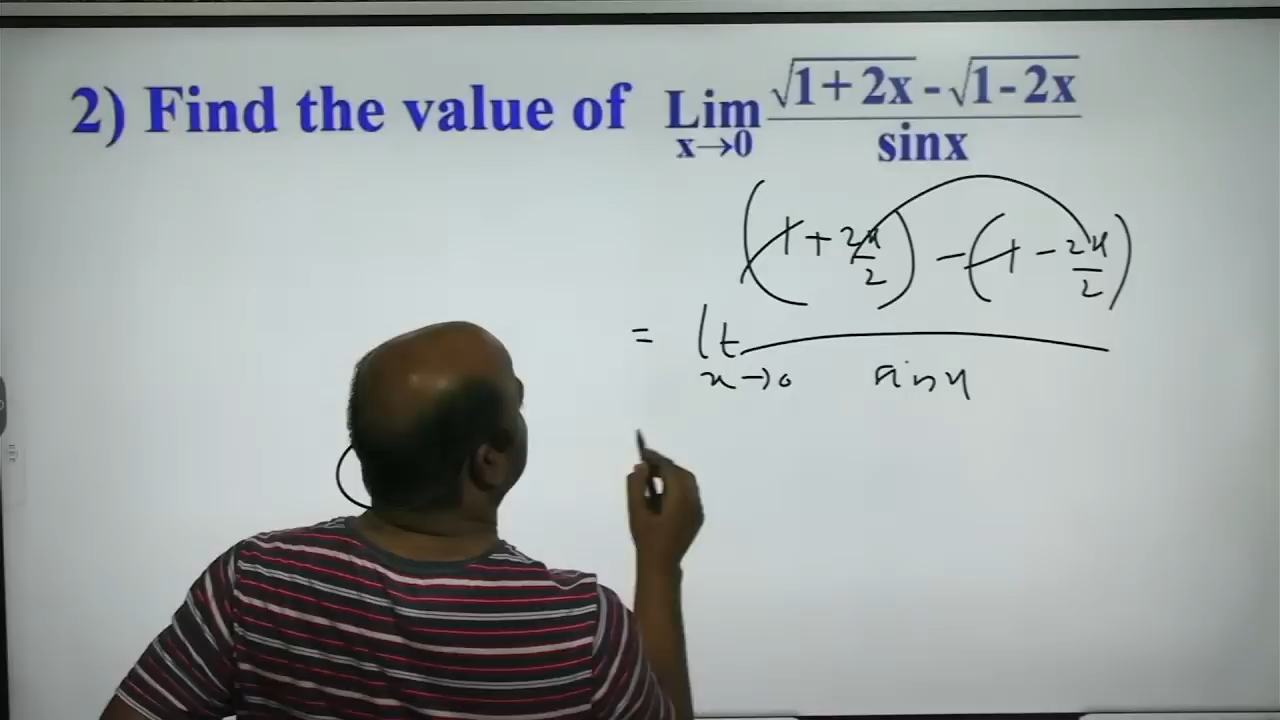 2) Find the value of Lim x→0 √1+2x - √1-2x / sinx
(1 + 2x/2) - (1 - 2x/2)
= lt
x→0 sinx